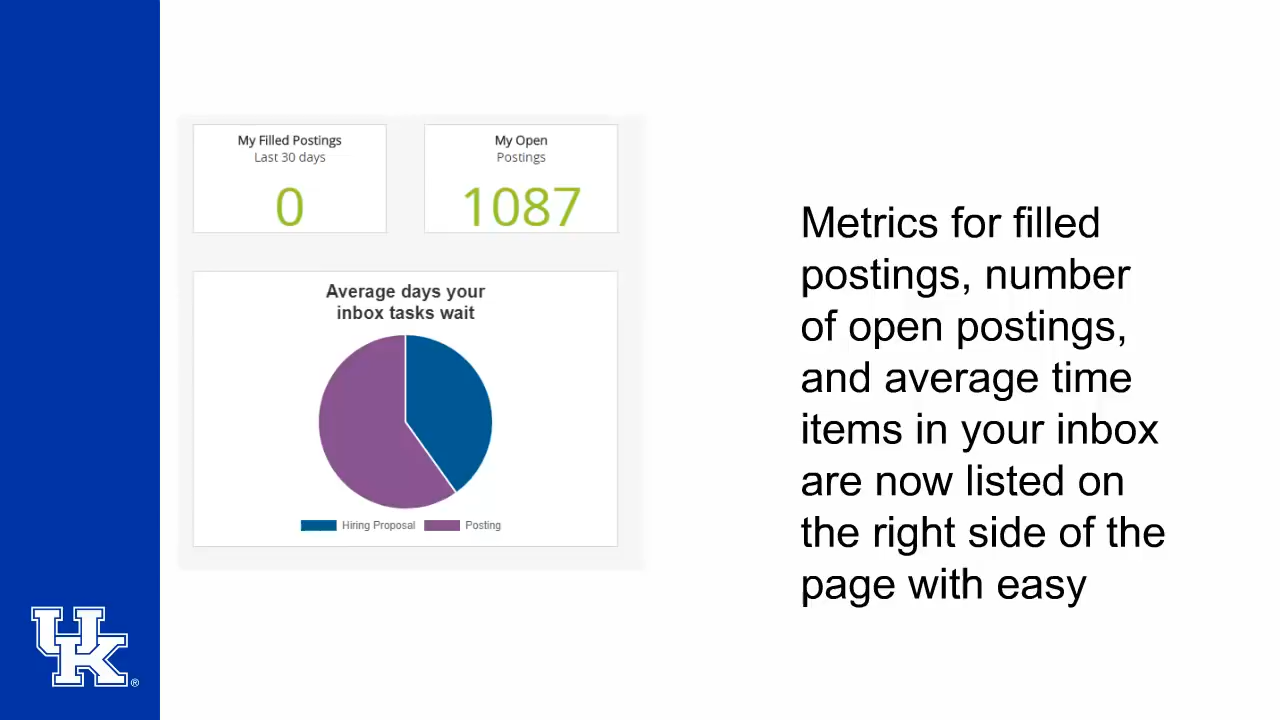 My Filled Postings
Last 30 days
0
My Open
Postings
1087
Average days your
inbox tasks wait
Hiring Proposal
Posting
Metrics for filled
postings, number
of open postings,
and average time
items in your inbox
are now listed on
the right side of the
page with easy
UK®